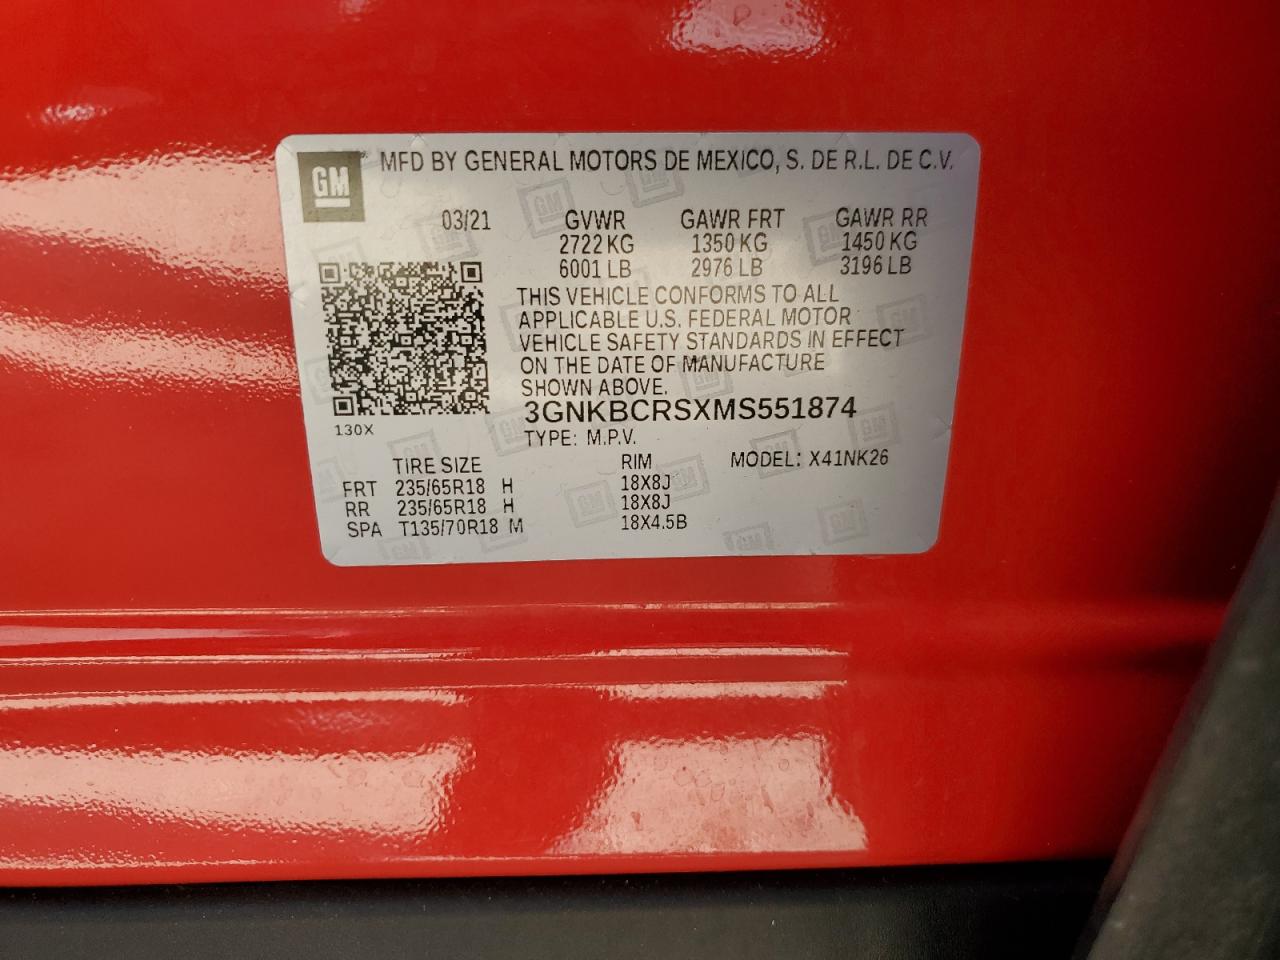 GM MFD BY GENERAL MOTORS DE MEXICO, S. DE R.L. DE C.V.
03/21 GVWR GAWR FRT GAWR RR
2722 KG 1350 KG 1450 KG
6001 LB 2976 LB 3196 LB
THIS VEHICLE CONFORMS TO ALL
APPLICABLE U.S. FEDERAL MOTOR
VEHICLE SAFETY STANDARDS IN EFFECT
ON THE DATE OF MANUFACTURE
SHOWN ABOVE.
3GNKBCRSXMS551874
130X
TYPE: M.P.V.
TIRE SIZE RIM MODEL: X41NK26
FRT 235/65R18 H 18X8J
RR 235/65R18 H 18X8J
SPA T135/70R18 M 18X4.5B